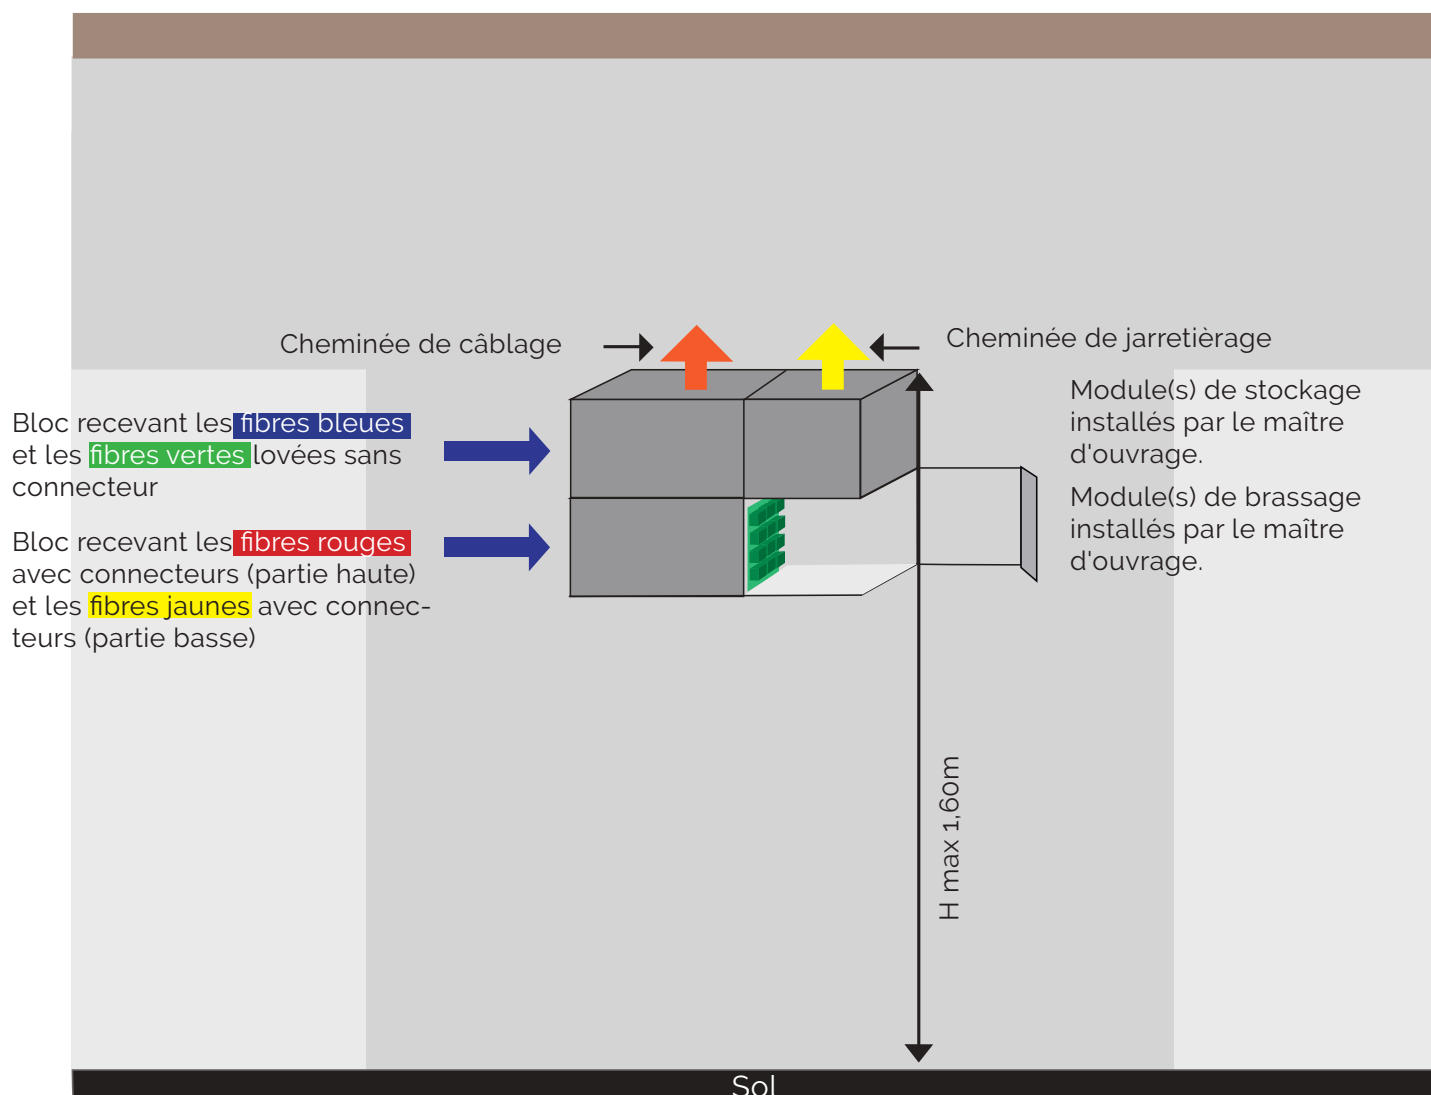 Cheminée de câblage
Cheminée de jarretièrage
Bloc recevant les fibres bleues
et les fibres vertes lovées sans
connecteur
Bloc recevant les fibres rouges
avec connecteurs (partie haute)
et les fibres jaunes avec connec-
teurs (partie basse)
Module(s) de stockage
installés par le maître
d'ouvrage.
Module(s) de brassage
installés par le maître
d'ouvrage.
H max 1,60m
Sol